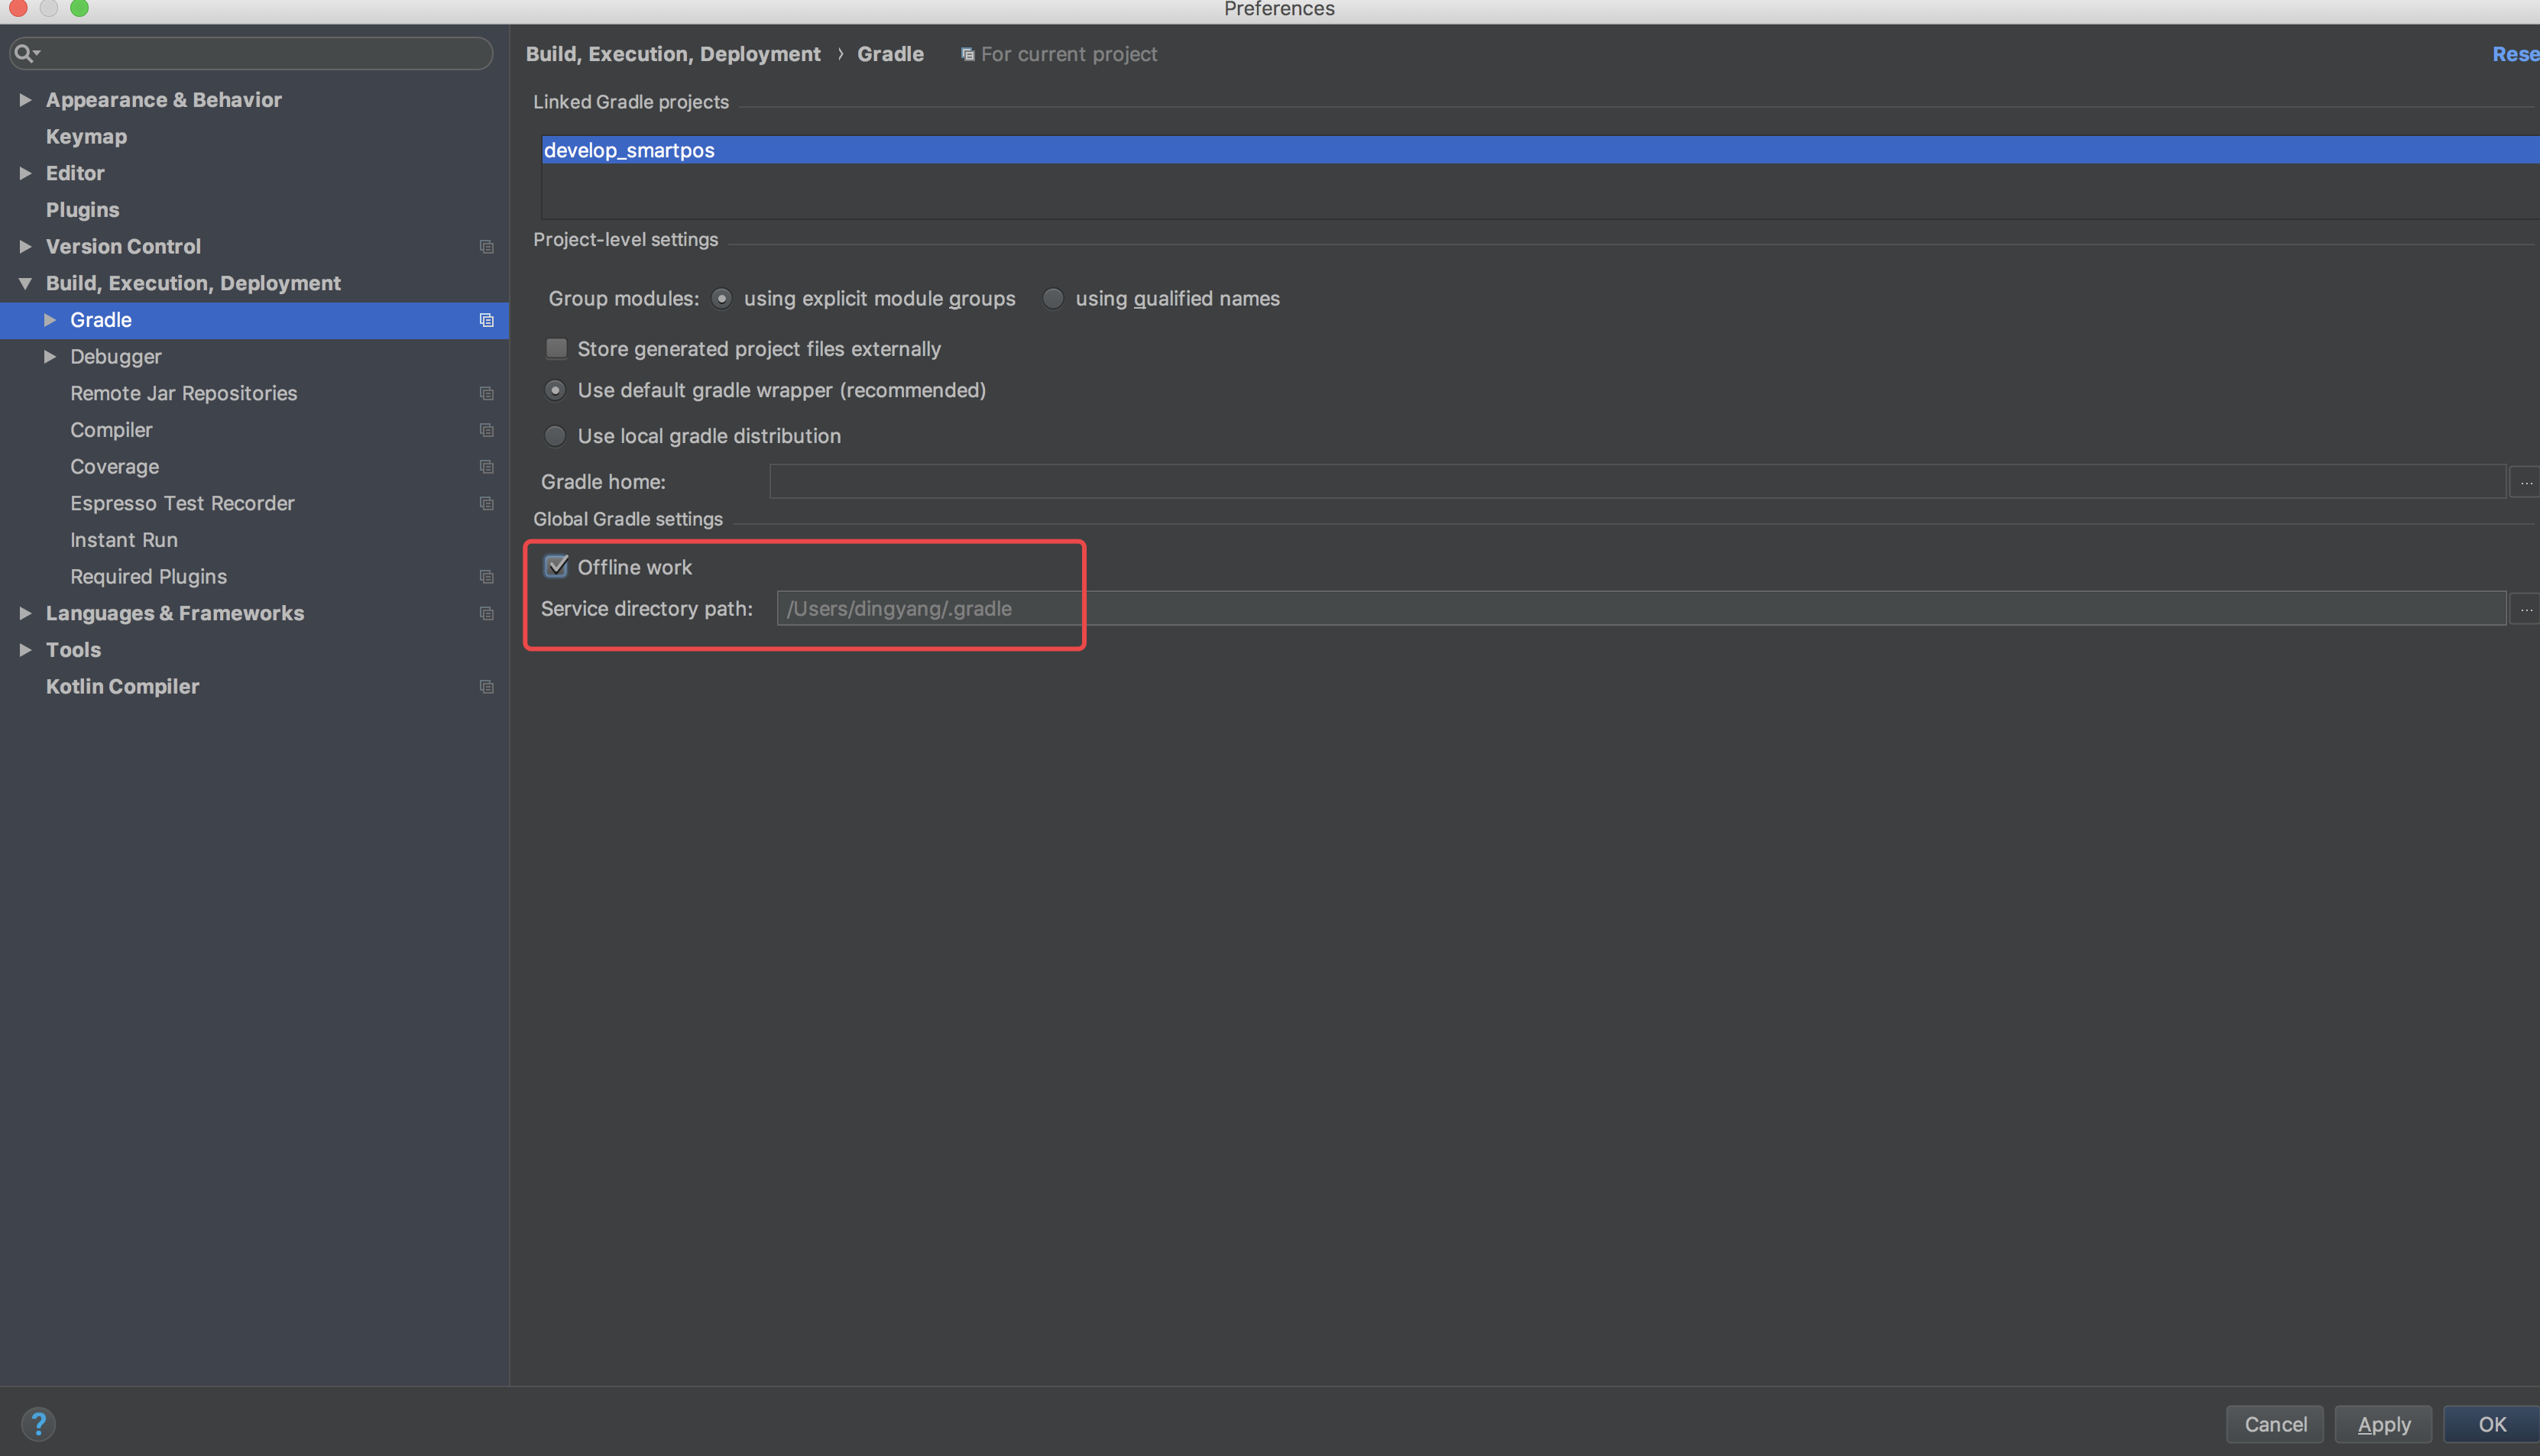 Preferences
Appearance & Behavior
Keymap
Editor
Plugins
Version Control
Build, Execution, Deployment
Gradle
Debugger
Remote Jar Repositories
Compiler
Coverage
Espresso Test Recorder
Instant Run
Required Plugins
Languages & Frameworks
Tools
Kotlin Compiler
Build, Execution, Deployment › Gradle For current project Rese
Linked Gradle projects
develop_smartpos
Project-level settings
Group modules: using explicit module groups using qualified names
Store generated project files externally
Use default gradle wrapper (recommended)
Use local gradle distribution
Gradle home: ...
Global Gradle settings
Offline work
Service directory path: /Users/dingyang/.gradle ...
? Cancel Apply OK